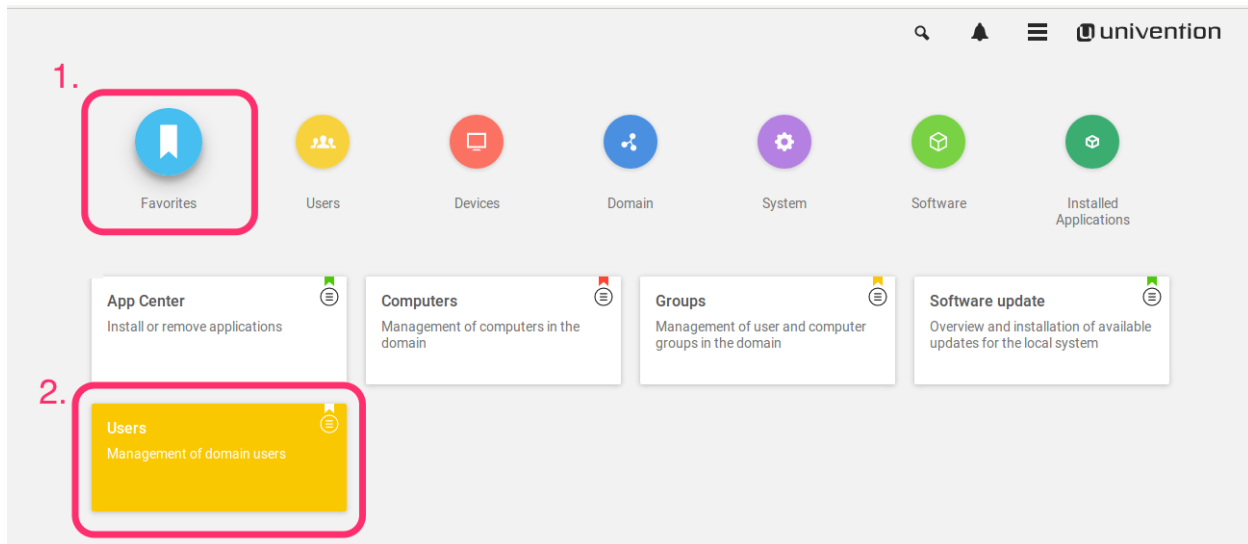 univention
1.
Favorites
Users
Devices
Domain
System
Software
Installed
Applications
App Center
Install or remove applications
Computers
Management of computers in the
domain
Groups
Management of user and computer
groups in the domain
Software update
Overview and installation of available
updates for the local system
2.
Users
Management of domain users